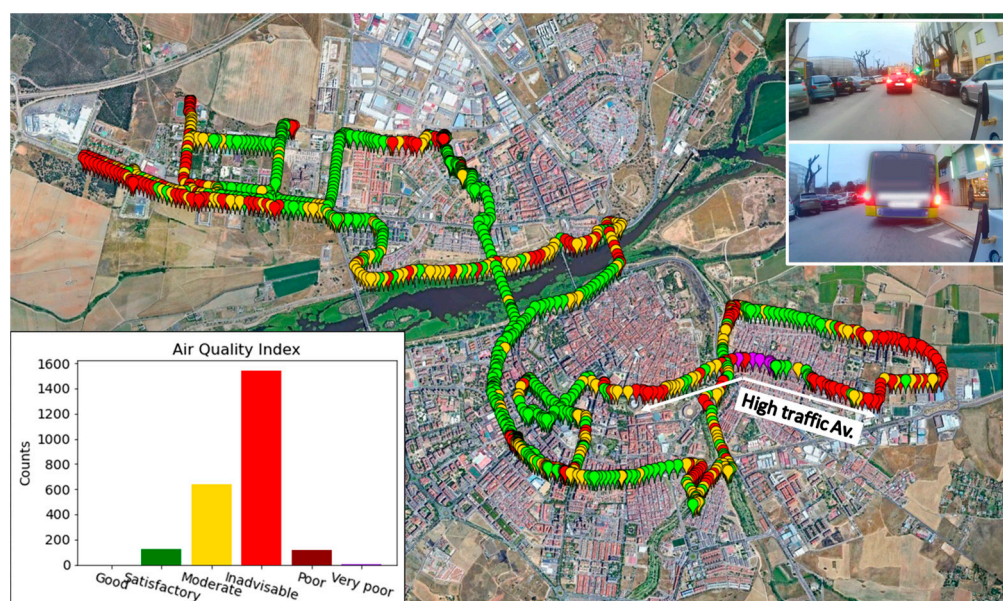 Air Quality Index
Counts
1600
1400
1200
1000
800
600
400
200
0
Good
Satisfactory
Moderate
Inadvisable
Poor
Very poor
High traffic Av.